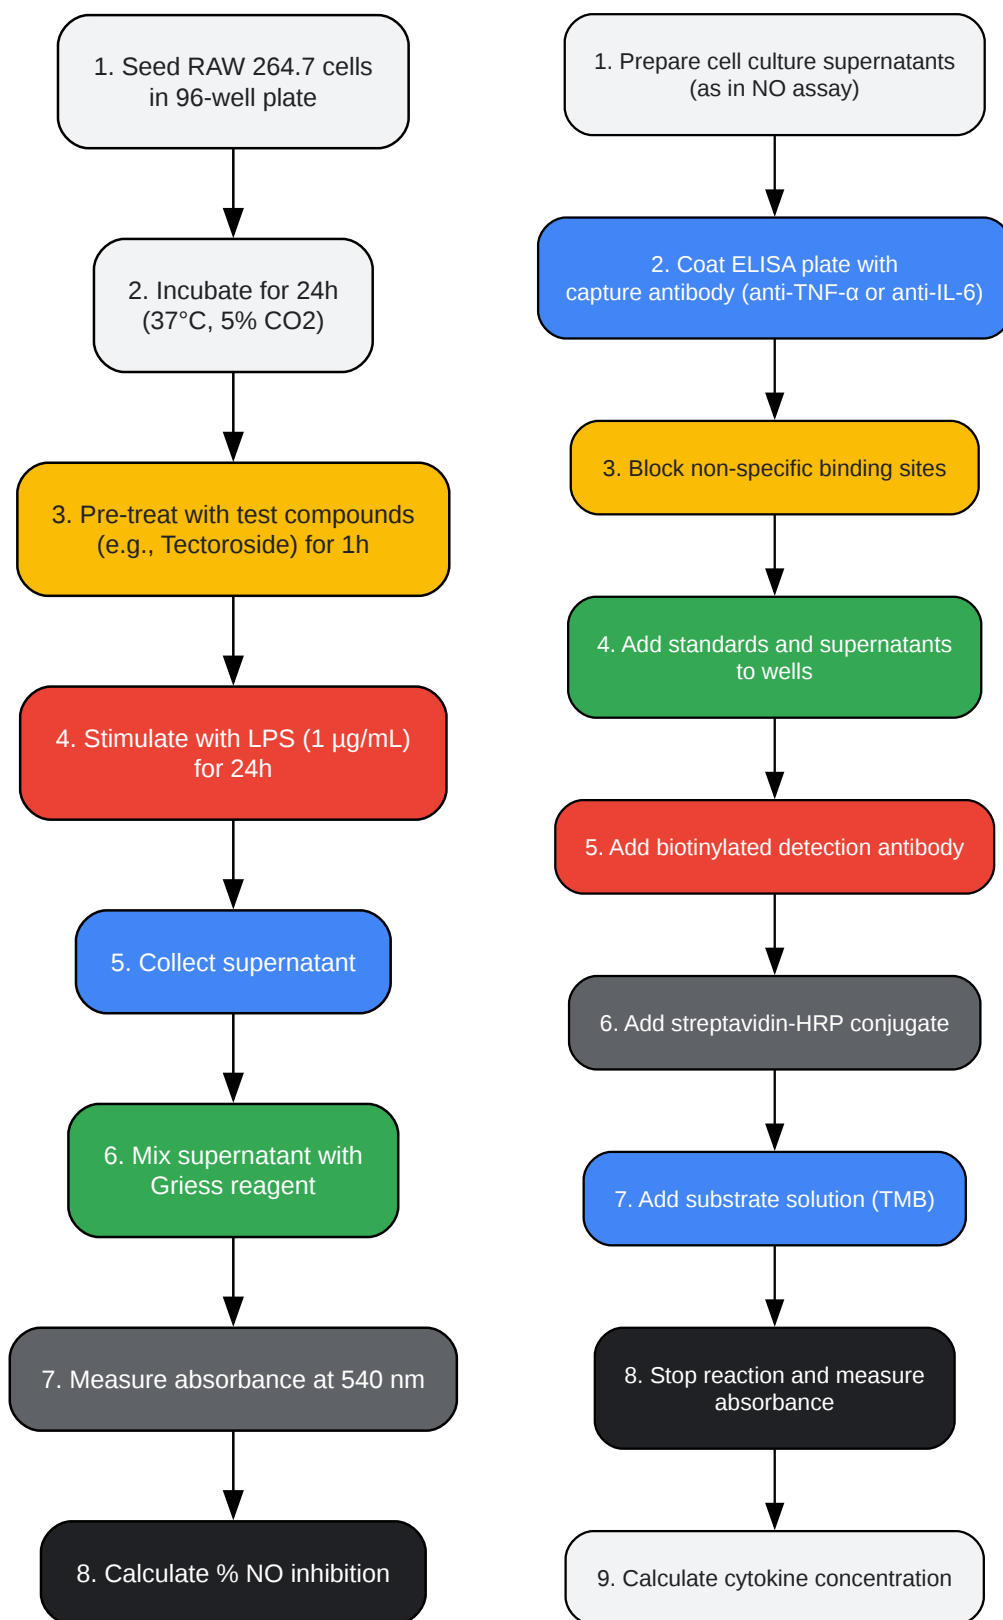 1. Seed RAW 264.7 cells
in 96-well plate
2. Incubate for 24h
(37°C, 5% CO2)
3. Pre-treat with test compounds
(e.g., Tectoroside) for 1h
4. Stimulate with LPS (1 µg/mL)
for 24h
5. Collect supernatant
6. Mix supernatant with
Griess reagent
7. Measure absorbance at 540 nm
8. Calculate % NO inhibition
1. Prepare cell culture supernatants
(as in NO assay)
2. Coat ELISA plate with
capture antibody (anti-TNF-α or anti-IL-6)
3. Block non-specific binding sites
4. Add standards and supernatants
to wells
5. Add biotinylated detection antibody
6. Add streptavidin-HRP conjugate
7. Add substrate solution (TMB)
8. Stop reaction and measure
absorbance
9. Calculate cytokine concentration